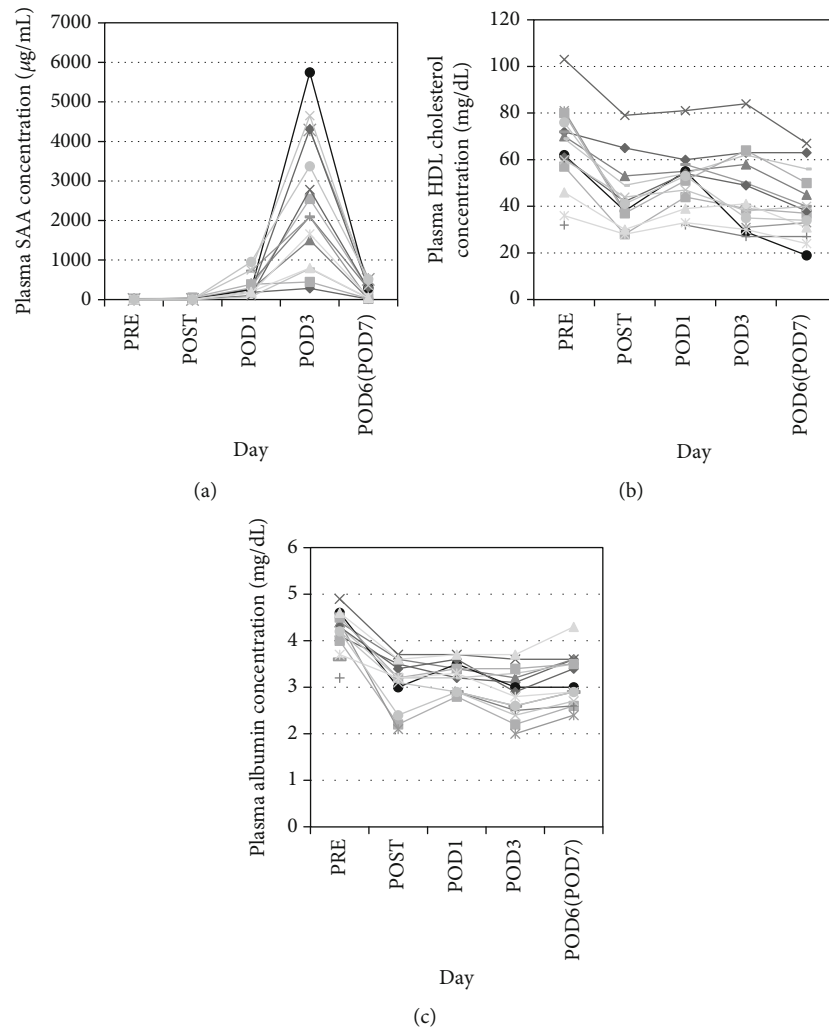 Plasma SAA concentration (μg/mL)
7000
6000
5000
4000
3000
2000
1000
0
PRE
POST
POD1
POD3
POD6(POD7)
Day
(a)
Plasma HDL cholesterol
concentration (mg/dL)
120
100
80
60
40
20
0
PRE
POST
POD1
POD3
POD6(POD7)
Day
(b)
Plasma albumin concentration (mg/dL)
6
5
4
3
2
1
0
PRE
POST
POD1
POD3
POD6(POD7)
Day
(c)